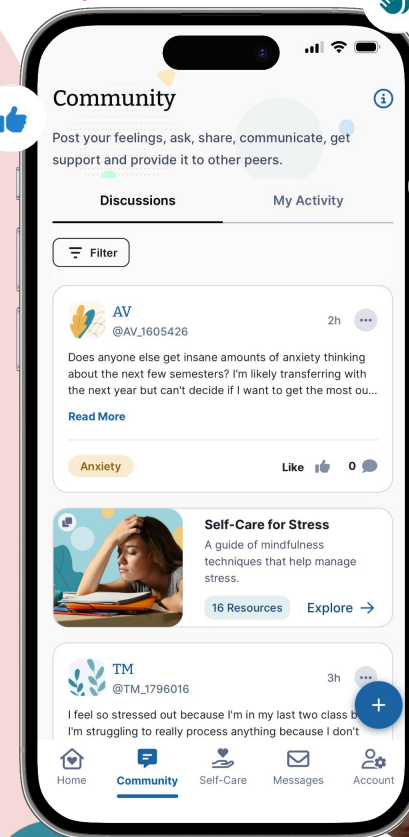 Community
Post your feelings, ask, share, communicate, get
support and provide it to other peers.
Discussions
My Activity
Filter
AV
@AV_1605426
2h
Does anyone else get insane amounts of anxiety thinking
about the next few semesters? I'm likely transferring with
the next year but can't decide if I want to get the most ou...
Read More
Anxiety
Like
0
Self-Care for Stress
A guide of mindfulness
techniques that help manage
stress.
16 Resources
Explore →
TM
@TM_1796016
3h
I feel so stressed out because I'm in my last two class b
I'm struggling to really process anything because I don't
+
Home
Community
Self-Care
Messages
Account